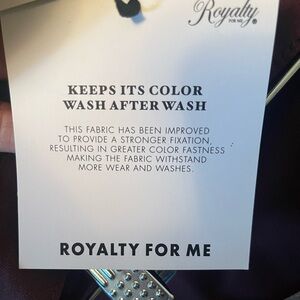 Royalty
FOR ME ®
KEEPS ITS COLOR
WASH AFTER WASH
THIS FABRIC HAS BEEN IMPROVED
TO PROVIDE A STRONGER FIXATION,
RESULTING IN GREATER COLOR FASTNESS
MAKING THE FABRIC WITHSTAND
MORE WEAR AND WASHES.
ROYALTY FOR ME